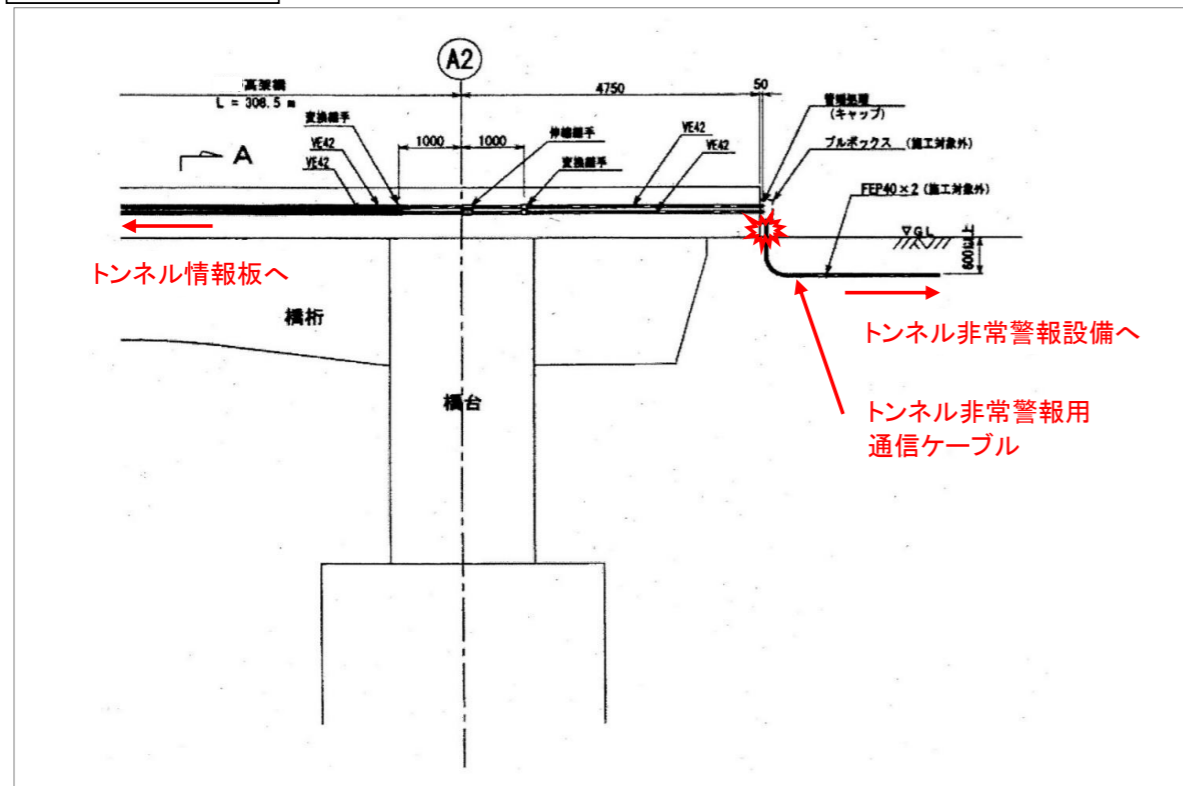 A2
高架橋
L = 308.5 m
4750
50
管端処理
(キャップ)
変換継手
伸縮継手
VE42
プルボックス (施工対象外)
A
VE42
1000
1000
VE42
VE42
変換継手
FEP40×2 (施工対象外)
▽GL
600以上
トンネル情報板へ
橋桁
トンネル非常警報設備へ
橋台
トンネル非常警報用
通信ケーブル